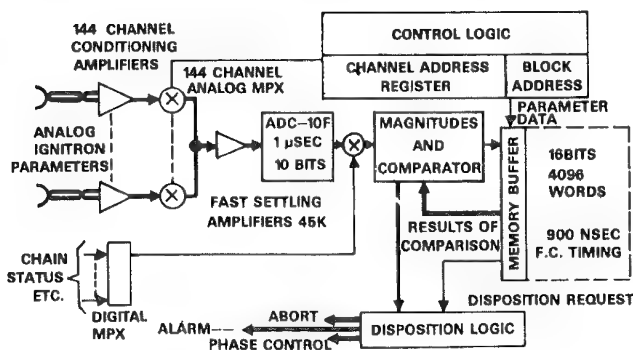 144 CHANNEL
CONDITIONING
AMPLIFIERS
144 CHANNEL
ANALOG MPX
CONTROL LOGIC
CHANNEL ADDRESS
REGISTER
BLOCK
ADDRESS
PARAMETER
DATA
ANALOG
IGNITRON
PARAMETERS
ADC-10F
1 µSEC
10 BITS
MAGNITUDES
AND
COMPARATOR
MEMORY BUFFER
16BITS
4096
WORDS
900 NSEC
F.C. TIMING
FAST SETTLING
AMPLIFIERS 45K
RESULTS OF
COMPARISON
CHAIN
STATUS
ETC.
DIGITAL
MPX
DISPOSITION REQUEST
ABORT
ALARM
PHASE CONTROL
DISPOSITION LOGIC